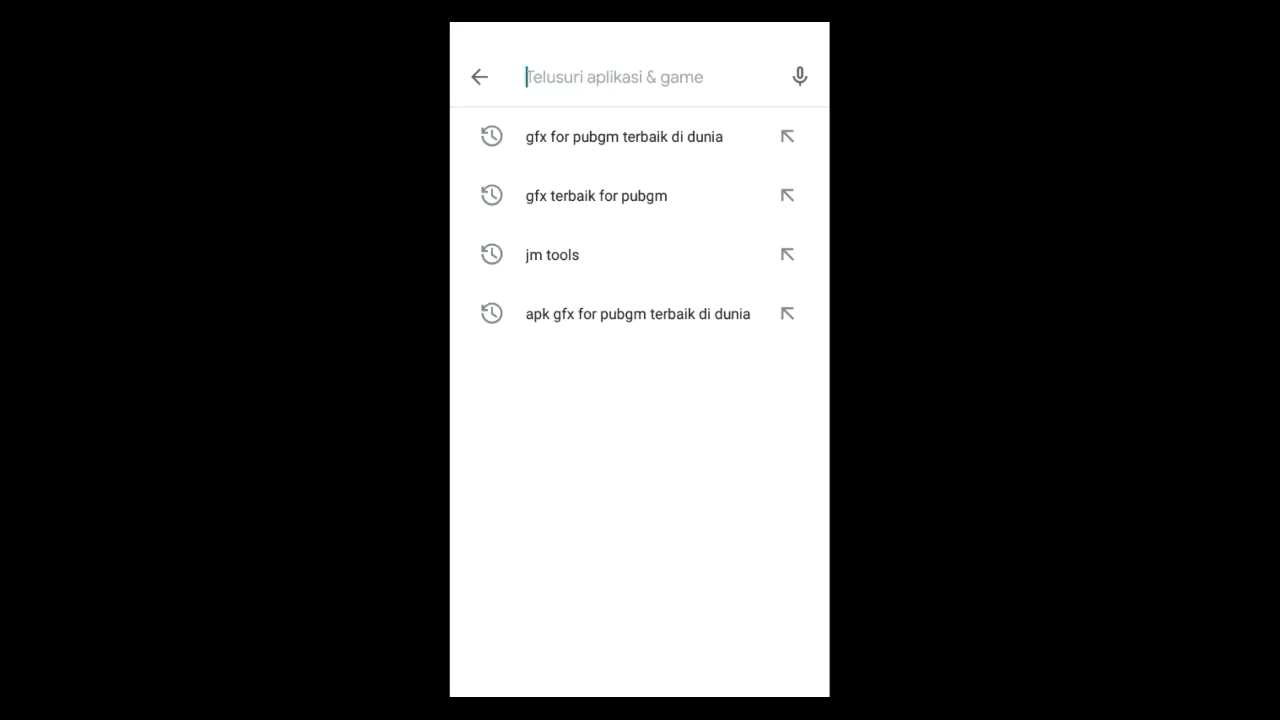 Telusuri aplikasi & game
gfx for pubgm terbaik di dunia
gfx terbaik for pubgm
jm tools
apk gfx for pubgm terbaik di dunia